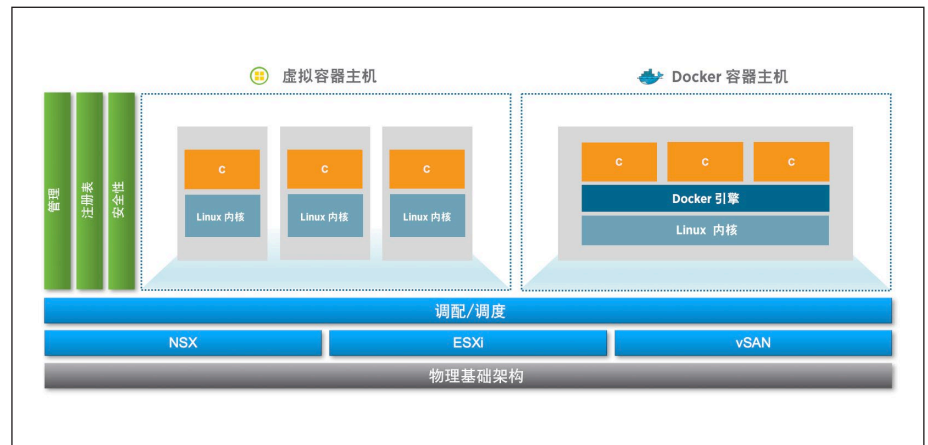 虚拟容器主机
Docker 容器主机
管理
注册表
安全性
C
C
C
Linux 内核
Linux 内核
Linux 内核
C
C
C
Docker 引擎
Linux 内核
调配/调度
NSX
ESXi
vSAN
物理基础架构